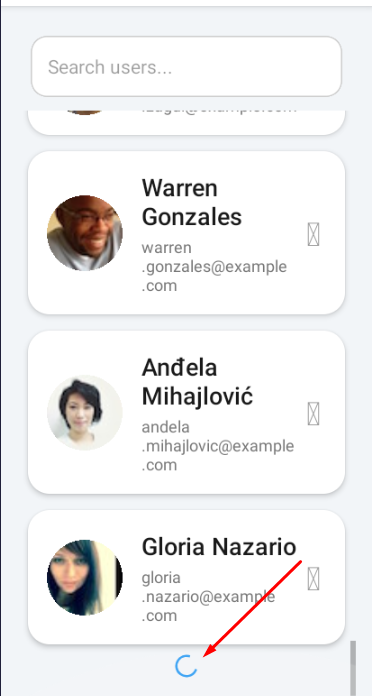 Search users...
Warren
Gonzales
warren
.gonzales@example
.com
Anđela
Mihajlović
andela
.mihajlovic@example
.com
Gloria Nazario
gloria
.nazario@example
.com